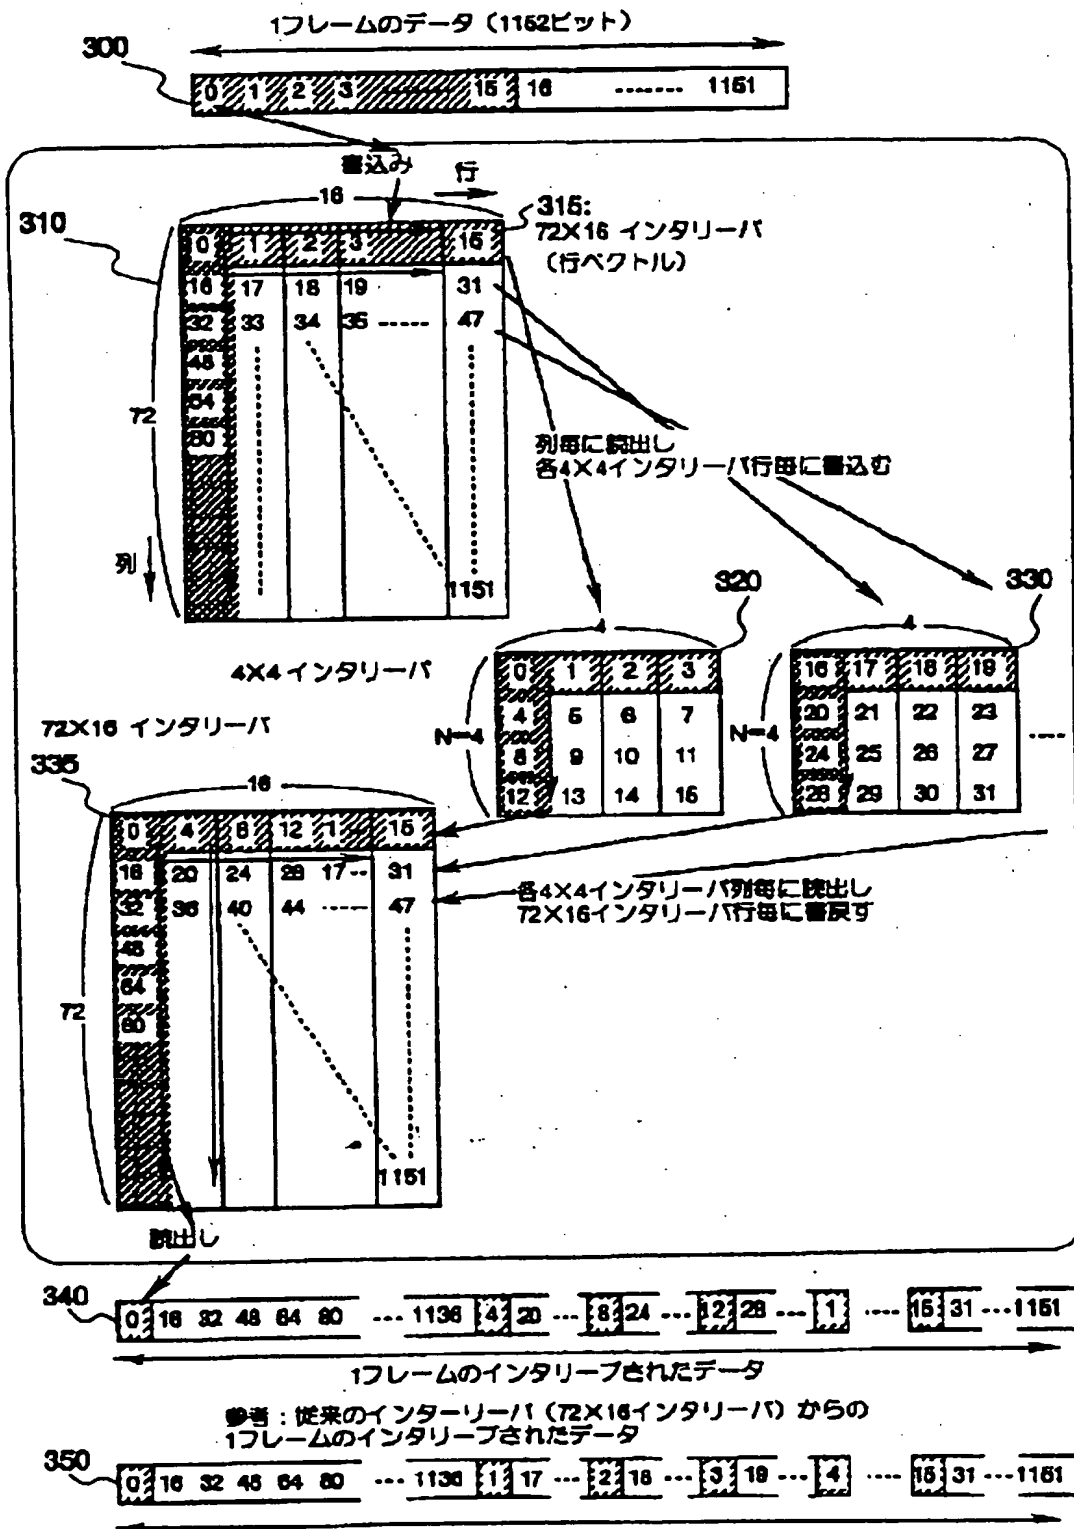 1フレームのデータ（1152ビット）
300
0 1 2 3 ------ 15 16 ------- 1151
書込み
行
16
310
315:
72×16 インタリーバ
（行ベクトル）
0 1 2 3 15
16 17 18 19 31
32 33 34 35 ----- 47
48
64
80
72
列
1151
列毎に読出し
各4×4インタリーバ行毎に書込む
320
330
4
4
4×4 インタリーバ
N=4
0 1 2 3
4 5 6 7
8 9 10 11
12 13 14 15
N=4
16 17 18 19
20 21 22 23
24 25 26 27
28 29 30 31
----
72×16 インタリーバ
335
16
0 4 8 12 1-- 15
16 20 24 28 17-- 31
32 36 40 44 ----- 47
48
64
80
72
1151
各4×4インタリーバ列毎に読出し
72×16インタリーバ行毎に書戻す
読出し
340
0 16 32 48 64 80 --- 1136 4 20 --- 8 24 --- 12 28 --- 1 ---- 15 31 --- 1151
1フレームのインタリーブされたデータ
参考：従来のインターリーバ（72×16インタリーバ）からの
1フレームのインタリーブされたデータ
350
0 16 32 48 64 80 --- 1136 1 17 --- 2 18 --- 3 19 --- 4 ---- 15 31 --- 1151